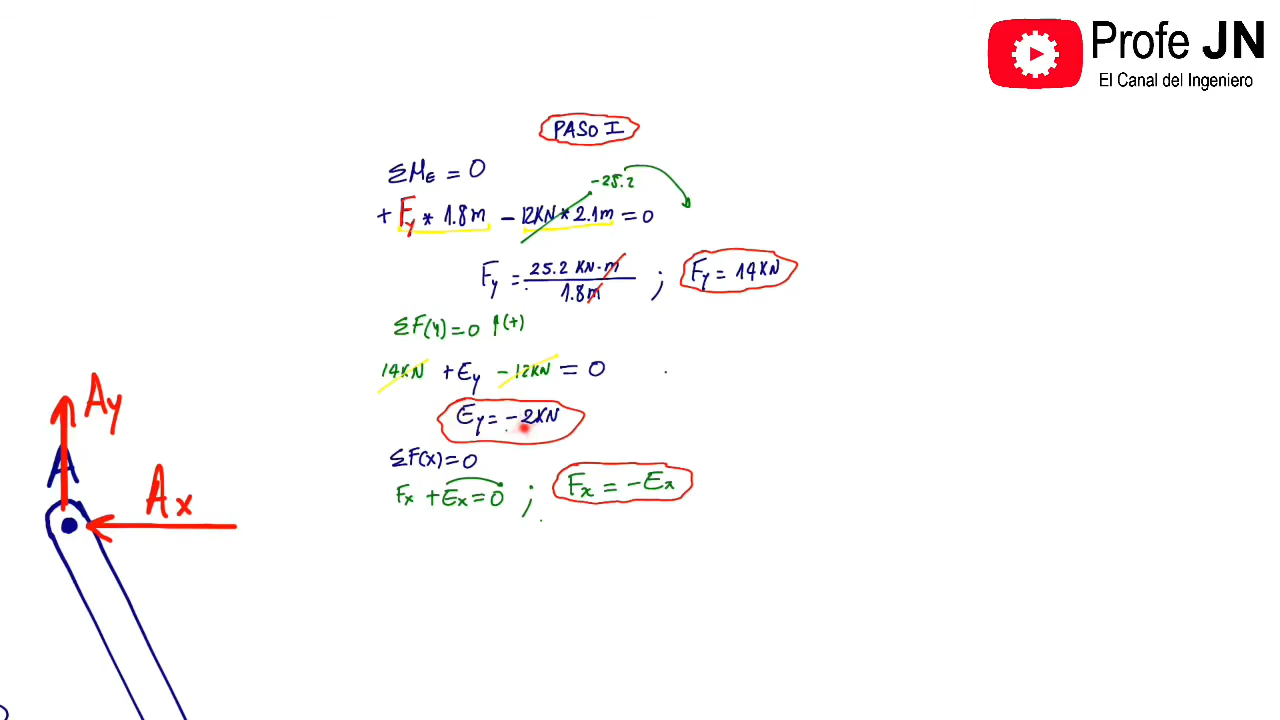 Profe JN
El Canal del Ingeniero
PASO I
ΣM_E = 0
-25.2
+ F_y * 1.8m - 12KN * 2.1m = 0
F_y = 25.2 KN·m / 1.8m ; F_y = 14KN
ΣF(y) = 0 ↑(+)
14KN + E_y - 12KN = 0
E_y = -2KN
ΣF(x) = 0
F_x + E_x = 0 ; F_x = -E_x
Ay
A
Ax